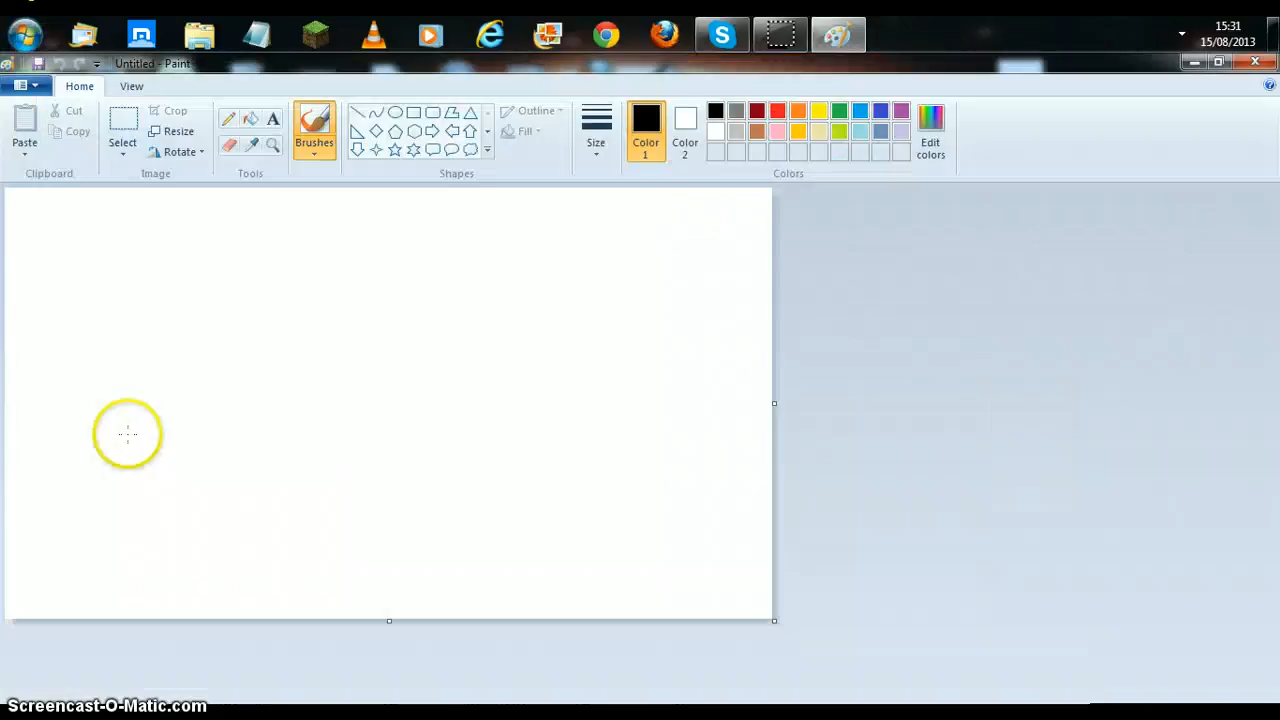 15:31
15/08/2013
Untitled - Paint
Home
View
Paste
Cut
Copy
Clipboard
Select
Crop
Resize
Rotate
Image
A
Tools
Brushes
Shapes
Outline
Fill
Size
Color
1
Color
2
Edit
colors
Colors
Screencast-O-Matic.com